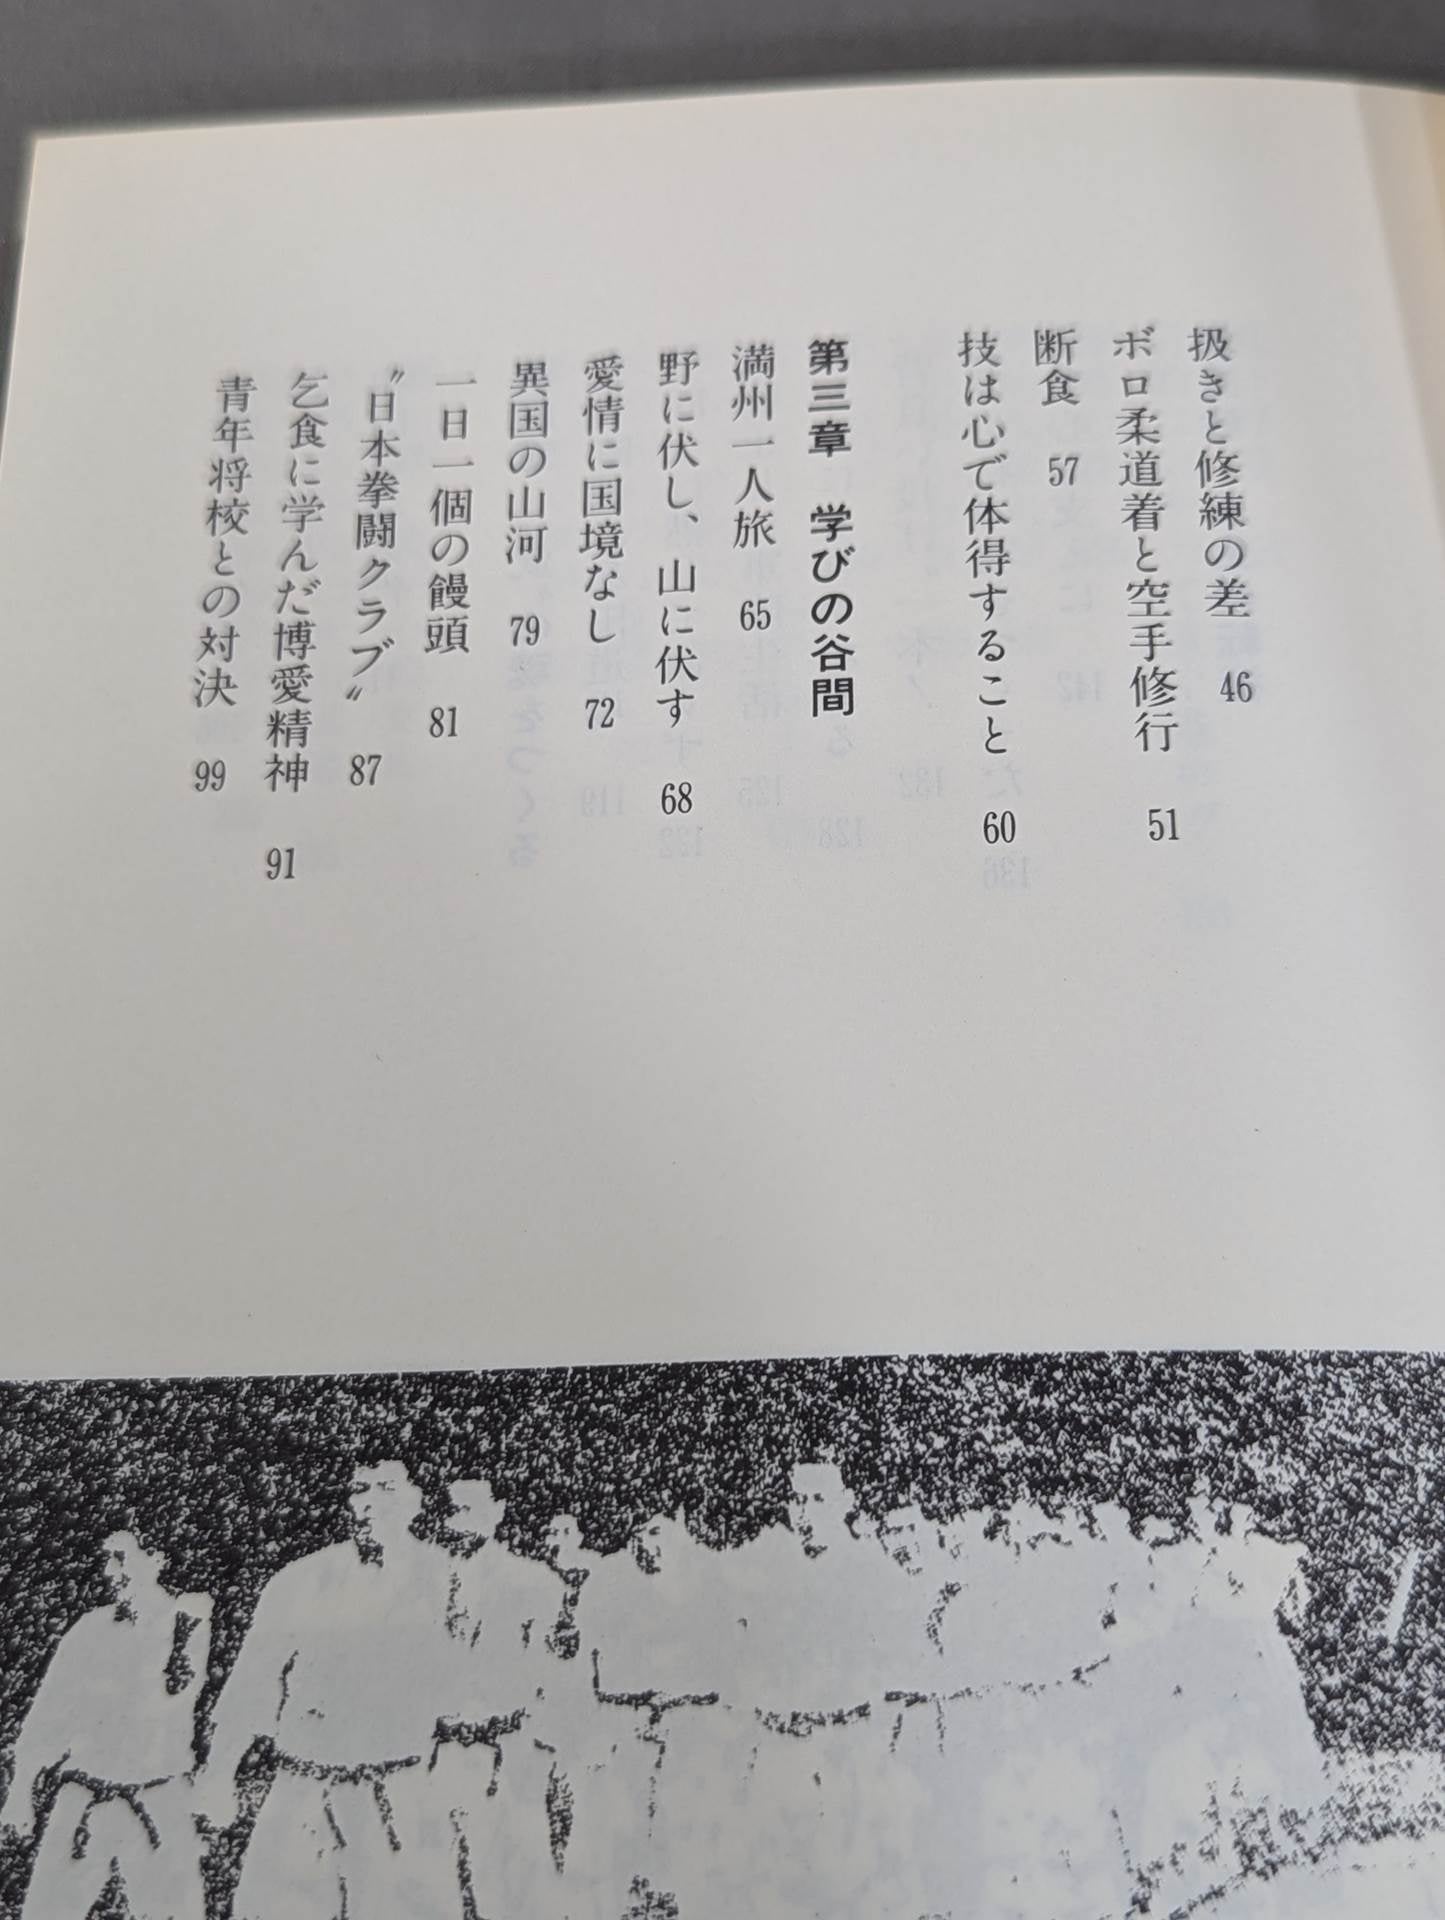 扱きと修練の差 46
ボロ柔道着と空手修行 51
断食 57
技は心で体得すること 60
第三章 学びの谷間
満州一人旅 65
野に伏し、山に伏す 68
愛情に国境なし 72
異国の山河 79
一日一個の饅頭 81
〝日本拳闘クラブ〟 87
乞食に学んだ博愛精神 91
青年将校との対決 99